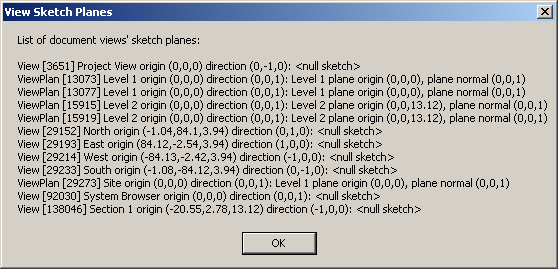 View Sketch Planes
List of document views' sketch planes:
View [3651] Project View origin (0,0,0) direction (0,-1,0): <null sketch>
ViewPlan [13073] Level 1 origin (0,0,0) direction (0,0,1): Level 1 plane origin (0,0,0), plane normal (0,0,1)
ViewPlan [13077] Level 1 origin (0,0,0) direction (0,0,1): Level 1 plane origin (0,0,0), plane normal (0,0,1)
ViewPlan [15915] Level 2 origin (0,0,0) direction (0,0,1): Level 2 plane origin (0,0,13.12), plane normal (0,0,1)
ViewPlan [15919] Level 2 origin (0,0,0) direction (0,0,1): Level 2 plane origin (0,0,13.12), plane normal (0,0,1)
View [29152] North origin (-1.04,84.1,3.94) direction (0,1,0): <null sketch>
View [29193] East origin (84.12,-2.54,3.94) direction (1,0,0): <null sketch>
View [29214] West origin (-84.13,-2.42,3.94) direction (-1,0,0): <null sketch>
View [29233] South origin (-1.08,-84.12,3.94) direction (0,-1,0): <null sketch>
ViewPlan [29273] Site origin (0,0,0) direction (0,0,1): Level 1 plane origin (0,0,0), plane normal (0,0,1)
View [92030] System Browser origin (0,0,0) direction (0,0,1): <null sketch>
View [138046] Section 1 origin (-20.55,2.78,13.12) direction (-1,0,0): <null sketch>
OK